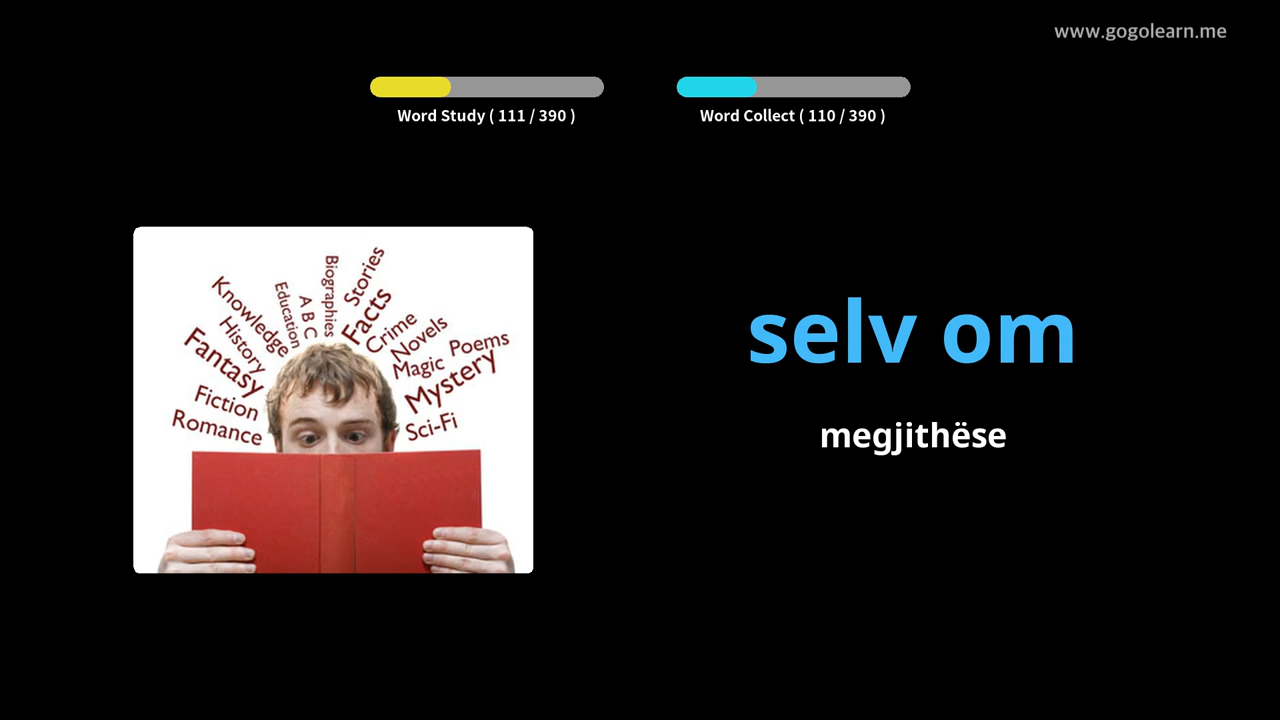 www.gogolearn.me
Word Study ( 111 / 390 )
Word Collect ( 110 / 390 )
Stories
Biographies
Facts
Education
A B C
Knowledge
Crime
Novels
History
Poems
Fantasy
Magic
Mystery
Fiction
Sci-Fi
Romance
selv om
megjithëse